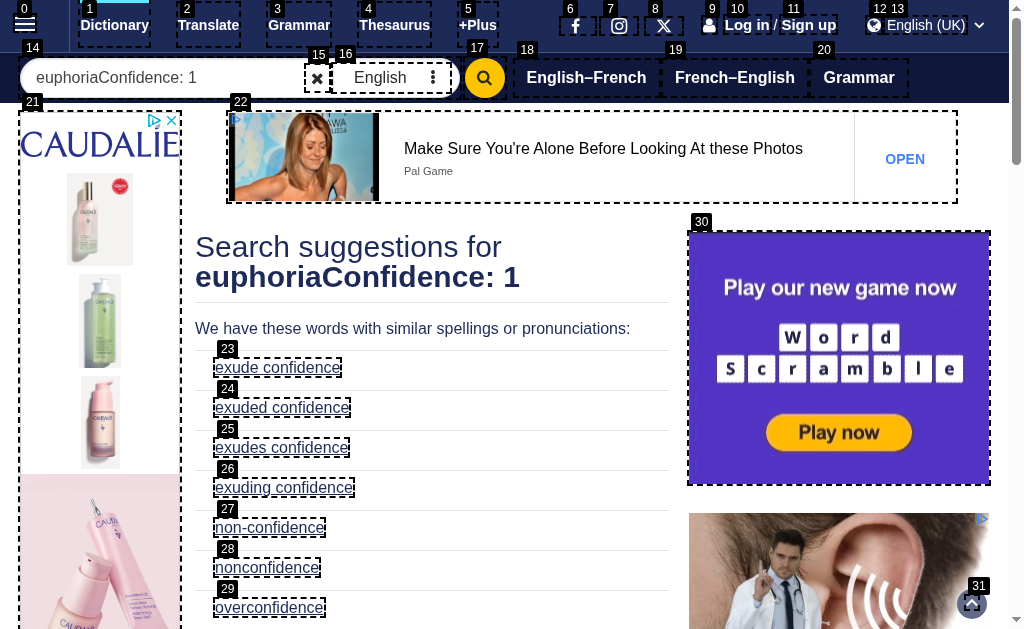 0 1 2 3 4 5 6 7 8 9 10 11 12 13
Dictionary Translate Grammar Thesaurus +Plus Log in / Sign up English (UK)
14 15 16 17 18 19 20
euphoriaConfidence: 1 English English–French French–English Grammar
21 22
CAUDALIE
Make Sure You're Alone Before Looking At these Photos
Pal Game
OPEN
Search suggestions for
euphoriaConfidence: 1
We have these words with similar spellings or pronunciations:
23
exude confidence
24
exuded confidence
25
exudes confidence
26
exuding confidence
27
non-confidence
28
nonconfidence
29
overconfidence
30
Play our new game now
Word
Scramble
Play now
31